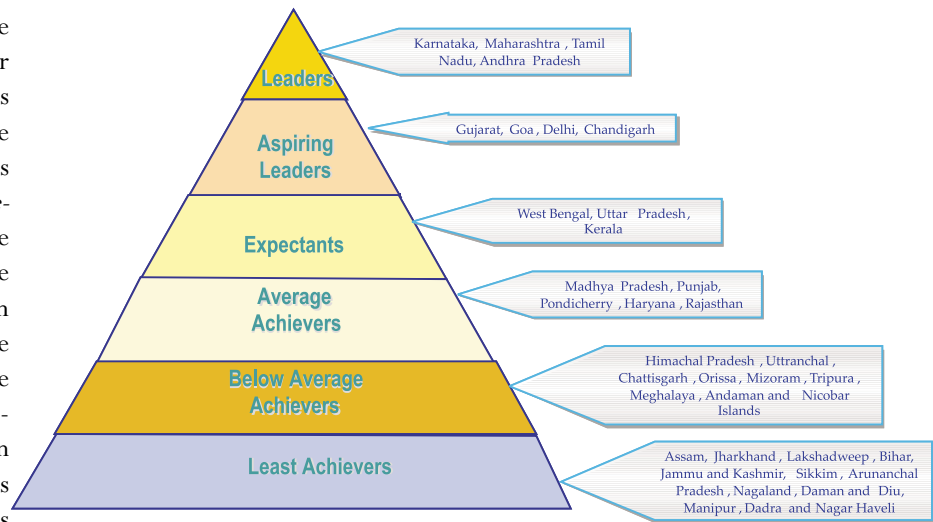 Leaders
Karnataka, Maharashtra , Tamil
Nadu, Andhra Pradesh
Aspiring
Leaders
Gujarat, Goa , Delhi, Chandigarh
Expectants
West Bengal, Uttar Pradesh ,
Kerala
Average
Achievers
Madhya Pradesh , Punjab,
Pondicherry , Haryana , Rajasthan
Below Average
Achievers
Himachal Pradesh , Uttranchal ,
Chattisgarh , Orissa , Mizoram , Tripura ,
Meghalaya , Andaman and Nicobar
Islands
Least Achievers
Assam, Jharkhand , Lakshadweep , Bihar,
Jammu and Kashmir, Sikkim , Arunanchal
Pradesh , Nagaland , Daman and Diu,
Manipur , Dadra and Nagar Haveli